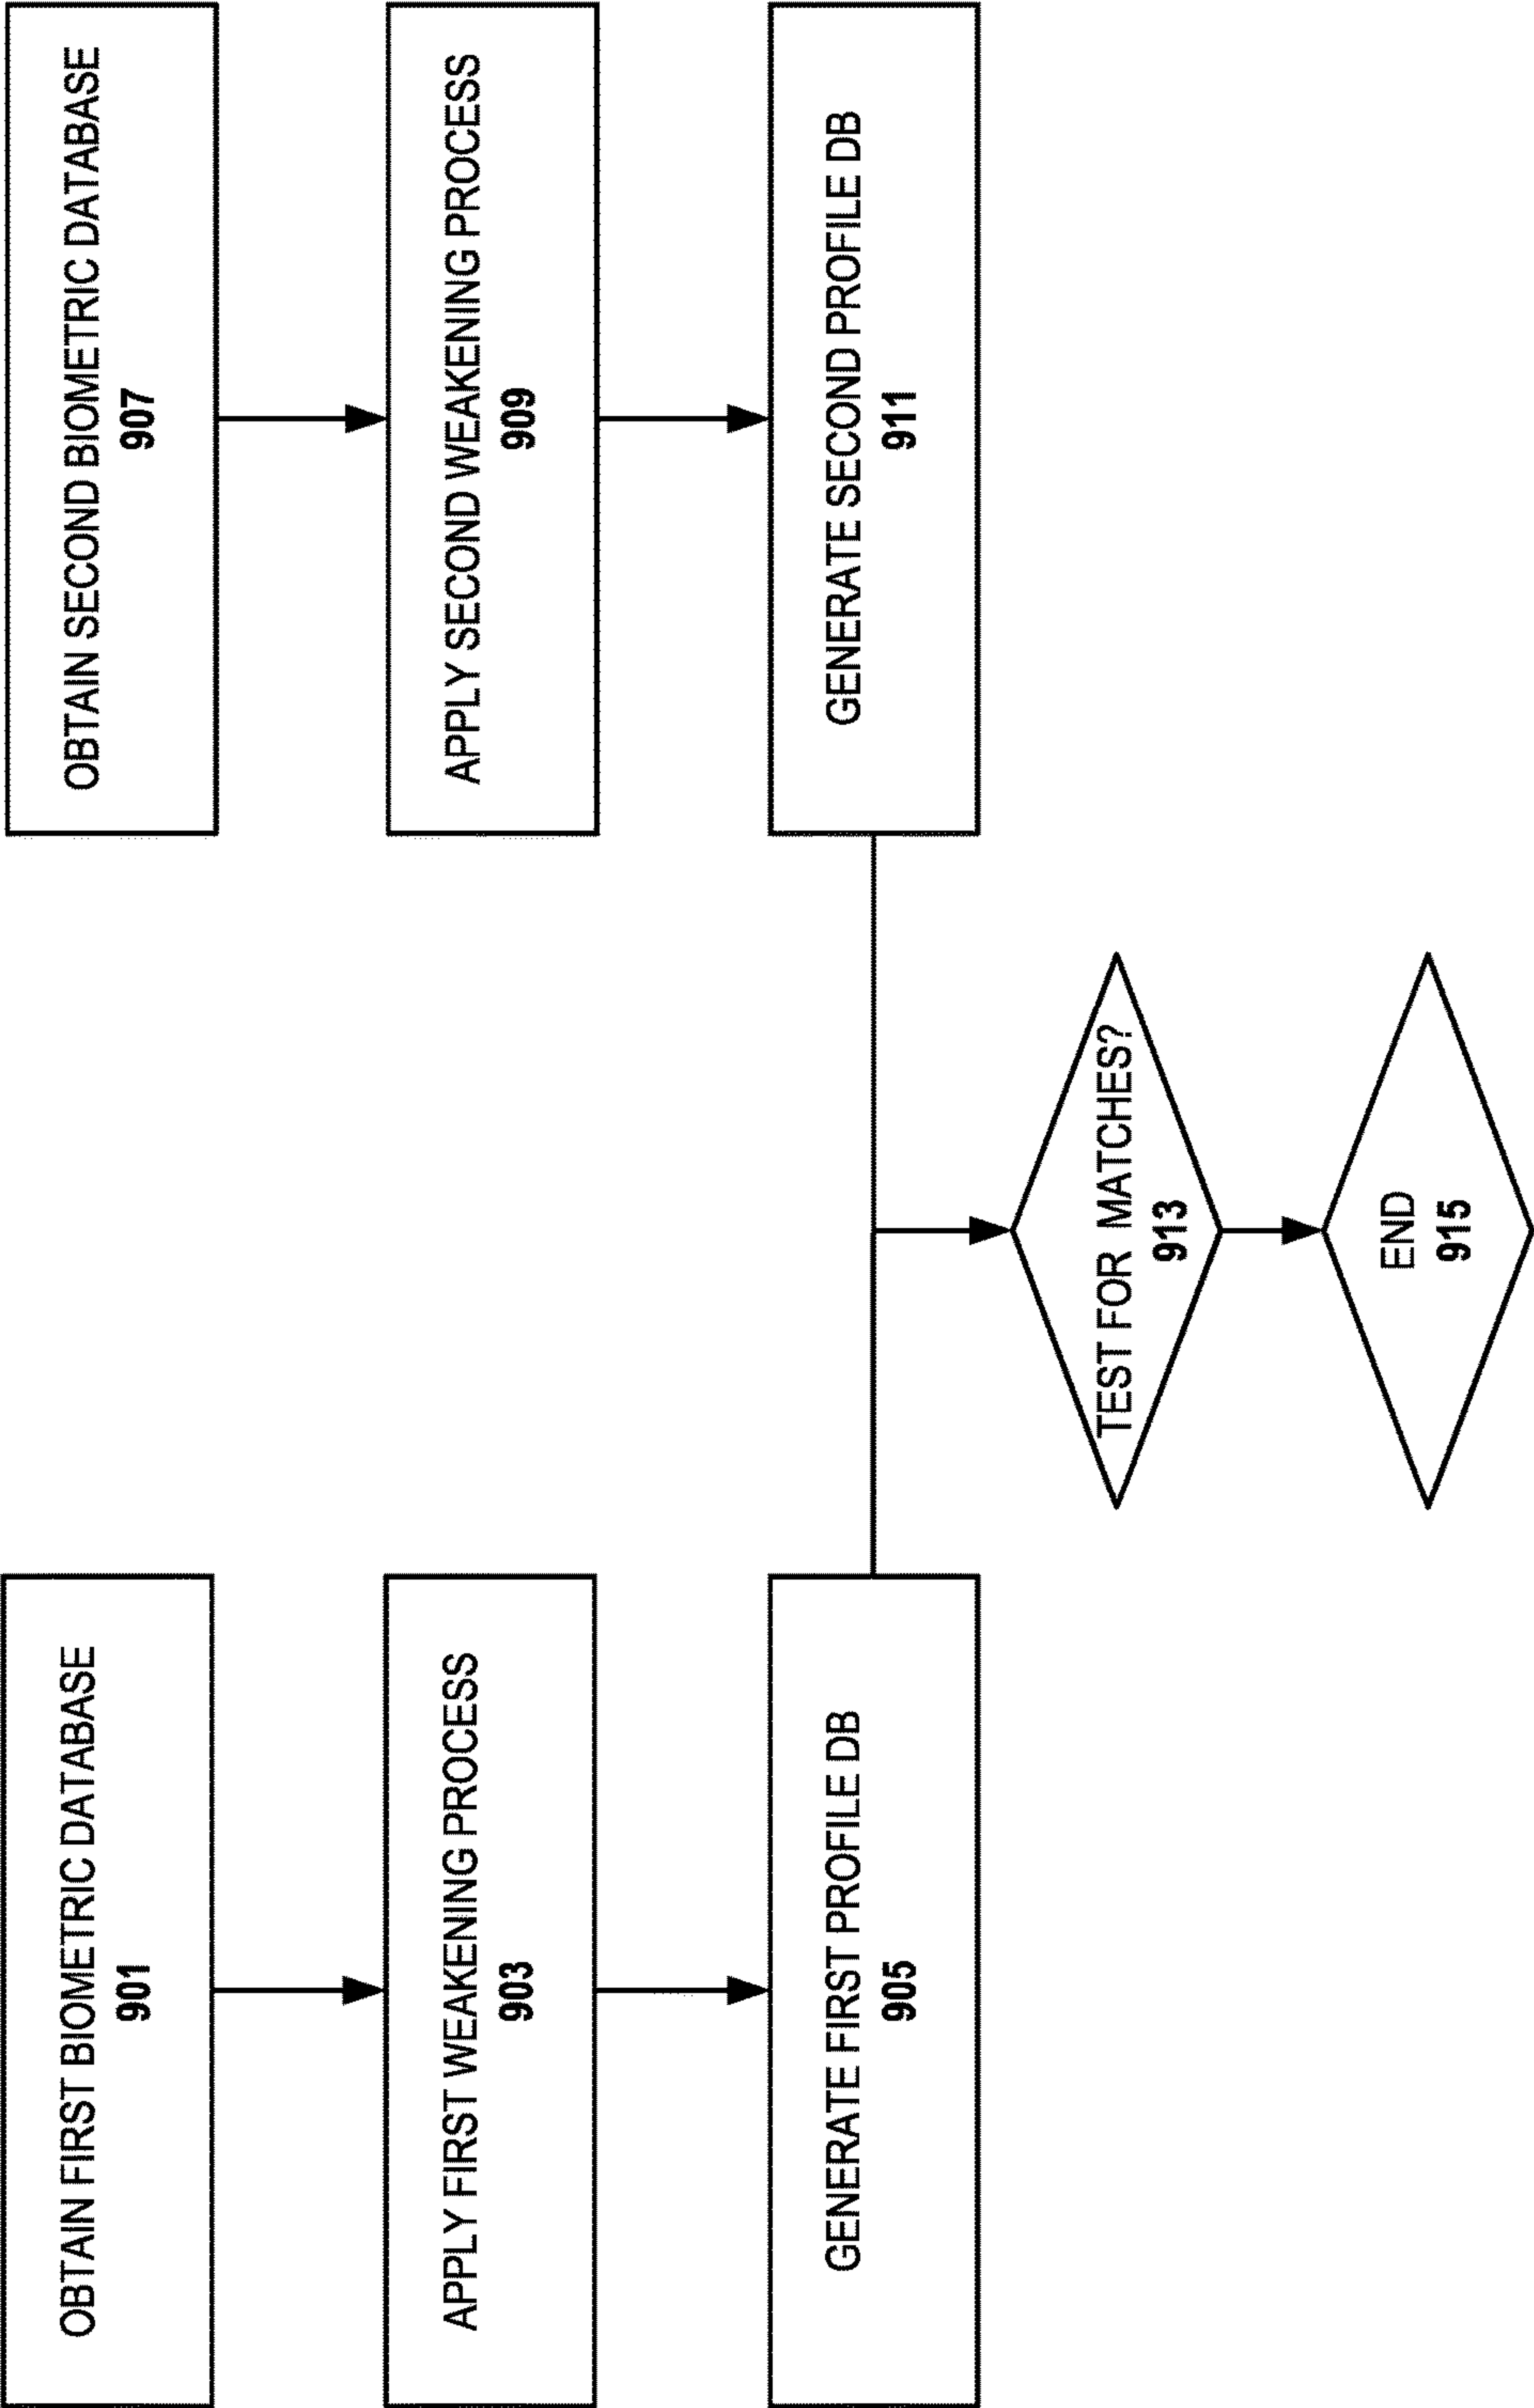 OBTAIN FIRST BIOMETRIC DATABASE
901
APPLY FIRST WEAKENING PROCESS
903
GENERATE FIRST PROFILE DB
905
OBTAIN SECOND BIOMETRIC DATABASE
907
APPLY SECOND WEAKENING PROCESS
909
GENERATE SECOND PROFILE DB
911
TEST FOR MATCHES?
913
END
915